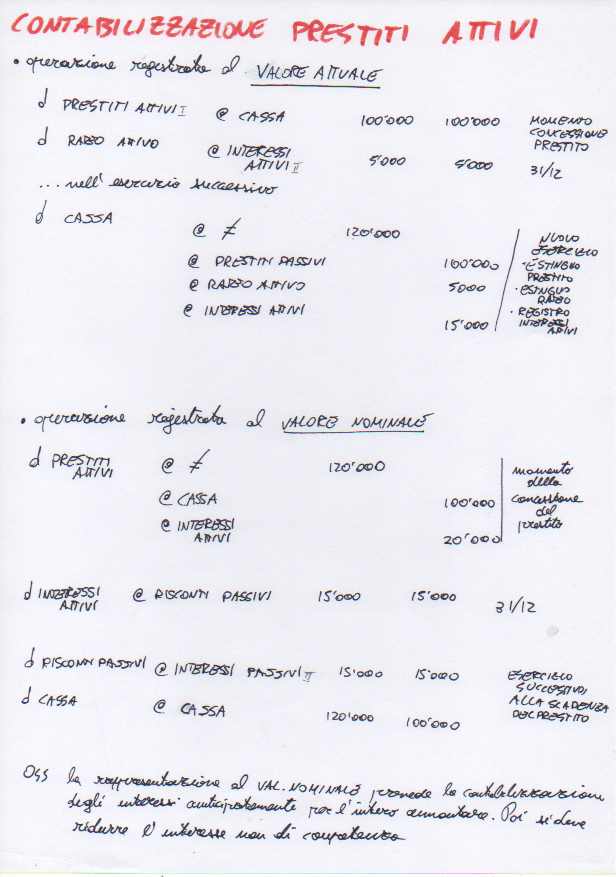 CONTABILIZZAZIONE PRESTITI ATTIVI
• operazione registrata al VALORE ATTUALE
d PRESTITI ATTIVI I @ CASSA 100'000 100'000 MOMENTO CONCESSIONE PRESTITO
d RATEO ATTIVO @ INTERESSI ATTIVI II 5'000 5'000 31/12
... nell'esercizio successivo
d CASSA @ ≠ 120'000
@ PRESTITI PASSIVI 100'000
@ RATEO ATTIVO 5000
@ INTERESSI ATTIVI 15'000
NUOVO
ESERCIZIO
• ESTINGUO
PRESTITO
• ESTINGUO
RATEO
• REGISTRO
INTERESSI
ATTIVI
• operazione registrata al VALORE NOMINALE
d PRESTITI ATTIVI @ ≠ 120'000
@ CASSA 100'000
@ INTERESSI ATTIVI 20'000
momento
della
concessione
del
prestito
d INTERESSI ATTIVI @ RISCONTI PASSIVI 15'000 15'000 31/12
d RISCONTI PASSIVI @ INTERESSI PASSIVI II 15'000 15'000 ESERCIZIO
SUCCESSIVO
d CASSA @ CASSA 120'000 100'000 ALLA SCADENZA
DEL PRESTITO
OSS la rappresentazione al VAL. NOMINALE prevede la contabilizzazione
degli interessi anticipatamente per l'intero ammontare. Poi si deve
ridurre l'interesse non di competenza